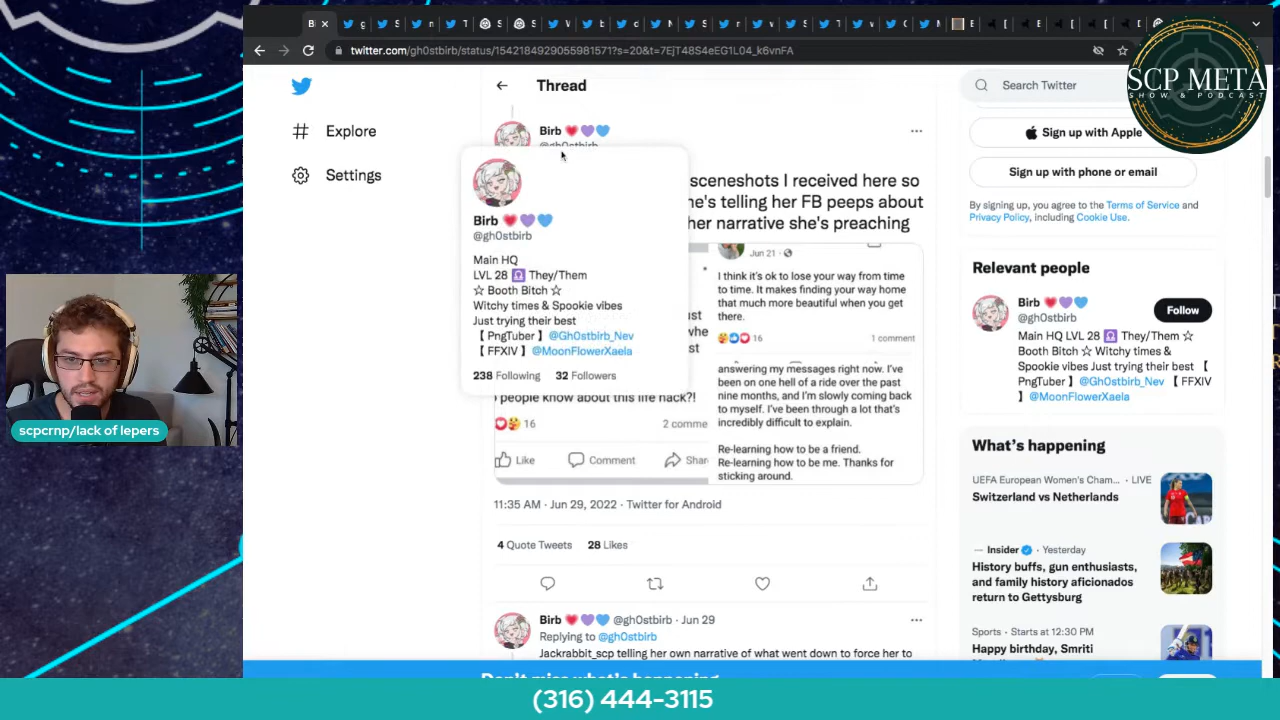 twitter.com/gh0stbirb/status/1542184929055981571?s=20&t=7EjT48S4eEG1L04_k6vnFA
SCP META
SHOW & PODCAST
Explore
Settings
Thread
Birb 💗💜💙
@gh0stbirb
Birb 💗💜💙
@gh0stbirb
Main HQ
LVL 28 ♎ They/Them
☆ Booth Bitch ☆
Witchy times & Spookie vibes
Just trying their best
【 PngTuber 】 @Gh0stbirb_Nev
【 FFXIV 】 @MoonFlowerXaela
238 Following 32 Followers
sceneshots I received here so
he's telling her FB peeps about
her narrative she's preaching
Jun 21 ·
I think it's ok to lose your way from time
to time. It makes finding your way home
that much more beautiful when you get
there.
16 1 comment
answering my messages right now. I've
been on one hell of a ride over the past
nine months, and I'm slowly coming back
to myself. I've been through a lot that's
incredibly difficult to explain.
Re-learning how to be a friend.
Re-learning how to be me. Thanks for
sticking around.
people know about this life hack?!
16 2 comme
Like Comment Shar
11:35 AM · Jun 29, 2022 · Twitter for Android
4 Quote Tweets 28 Likes
Birb 💗💜💙 @gh0stbirb · Jun 29
Replying to @gh0stbirb
Jackrabbit_scp telling her own narrative of what went down to force her to
Search Twitter
Sign up with Apple
Sign up with phone or email
By signing up, you agree to the Terms of Service and
Privacy Policy, including Cookie Use.
Relevant people
Birb 💗💜💙
@gh0stbirb
Follow
Main HQ LVL 28 ♎ They/Them ☆
Booth Bitch ☆ Witchy times &
Spookie vibes Just trying their best 【
PngTuber 】 @Gh0stbirb_Nev 【 FFXIV
】 @MoonFlowerXaela
What's happening
UEFA European Women's Cham... · LIVE
Switzerland vs Netherlands
Insider · Yesterday
History buffs, gun enthusiasts,
and family history aficionados
return to Gettysburg
Sports · Starts at 12:30 PM
Happy birthday, Smriti
scpcrnp/lack of lepers
(316) 444-3115